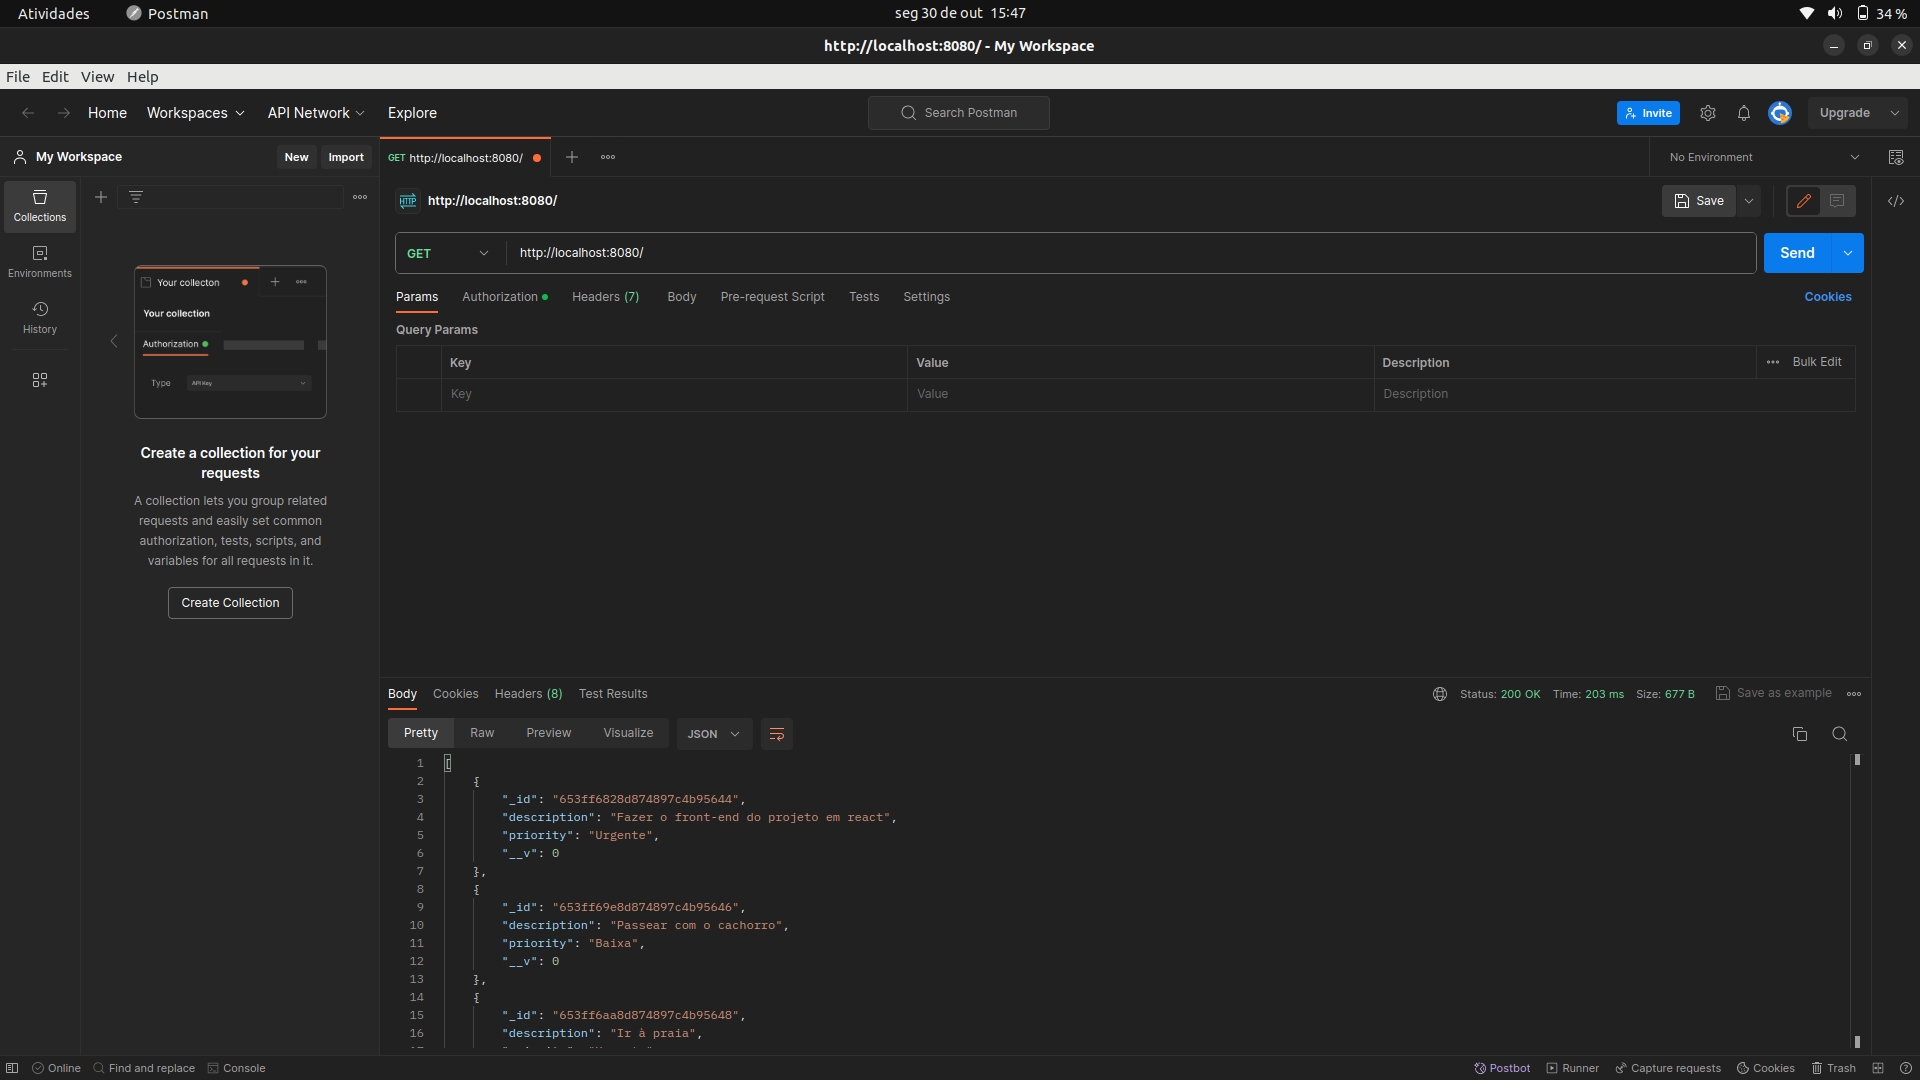 Atividades Postman seg 30 de out 15:47 34 %
http://localhost:8080/ - My Workspace
File Edit View Help
Home Workspaces API Network Explore Search Postman Invite Upgrade
My Workspace New Import GET http://localhost:8080/ No Environment
Collections
Environments
History
Your collecton
Your collection
Authorization
Type API Key
Create a collection for your
requests
A collection lets you group related
requests and easily set common
authorization, tests, scripts, and
variables for all requests in it.
Create Collection
HTTP http://localhost:8080/ Save
GET http://localhost:8080/ Send
Params Authorization Headers (7) Body Pre-request Script Tests Settings Cookies
Query Params
Key Value Description Bulk Edit
Key Value Description
Body Cookies Headers (8) Test Results Status: 200 OK Time: 203 ms Size: 677 B Save as example
Pretty Raw Preview Visualize JSON
1 [
2 {
3 "_id": "653ff6828d874897c4b95644",
4 "description": "Fazer o front-end do projeto em react",
5 "priority": "Urgente",
6 "__v": 0
7 },
8 {
9 "_id": "653ff69e8d874897c4b95646",
10 "description": "Passear com o cachorro",
11 "priority": "Baixa",
12 "__v": 0
13 },
14 {
15 "_id": "653ff6aa8d874897c4b95648",
16 "description": "Ir à praia",
Online Find and replace Console Postbot Runner Capture requests Cookies Trash